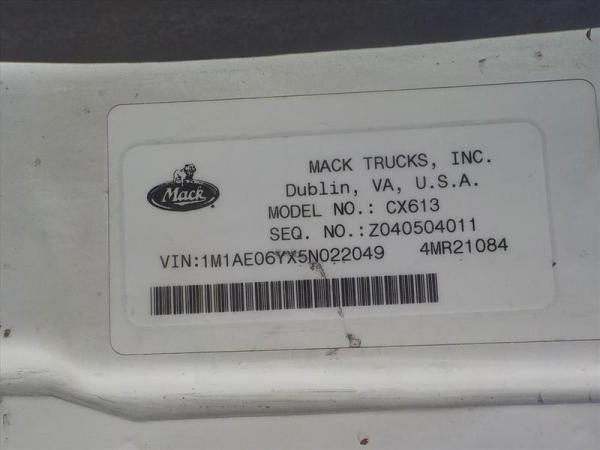 Mack
MACK TRUCKS, INC.
Dublin, VA, U.S.A.
MODEL NO.: CX613
SEQ. NO.:Z040504011
VIN:1M1AE06YX5N022049 4MR21084